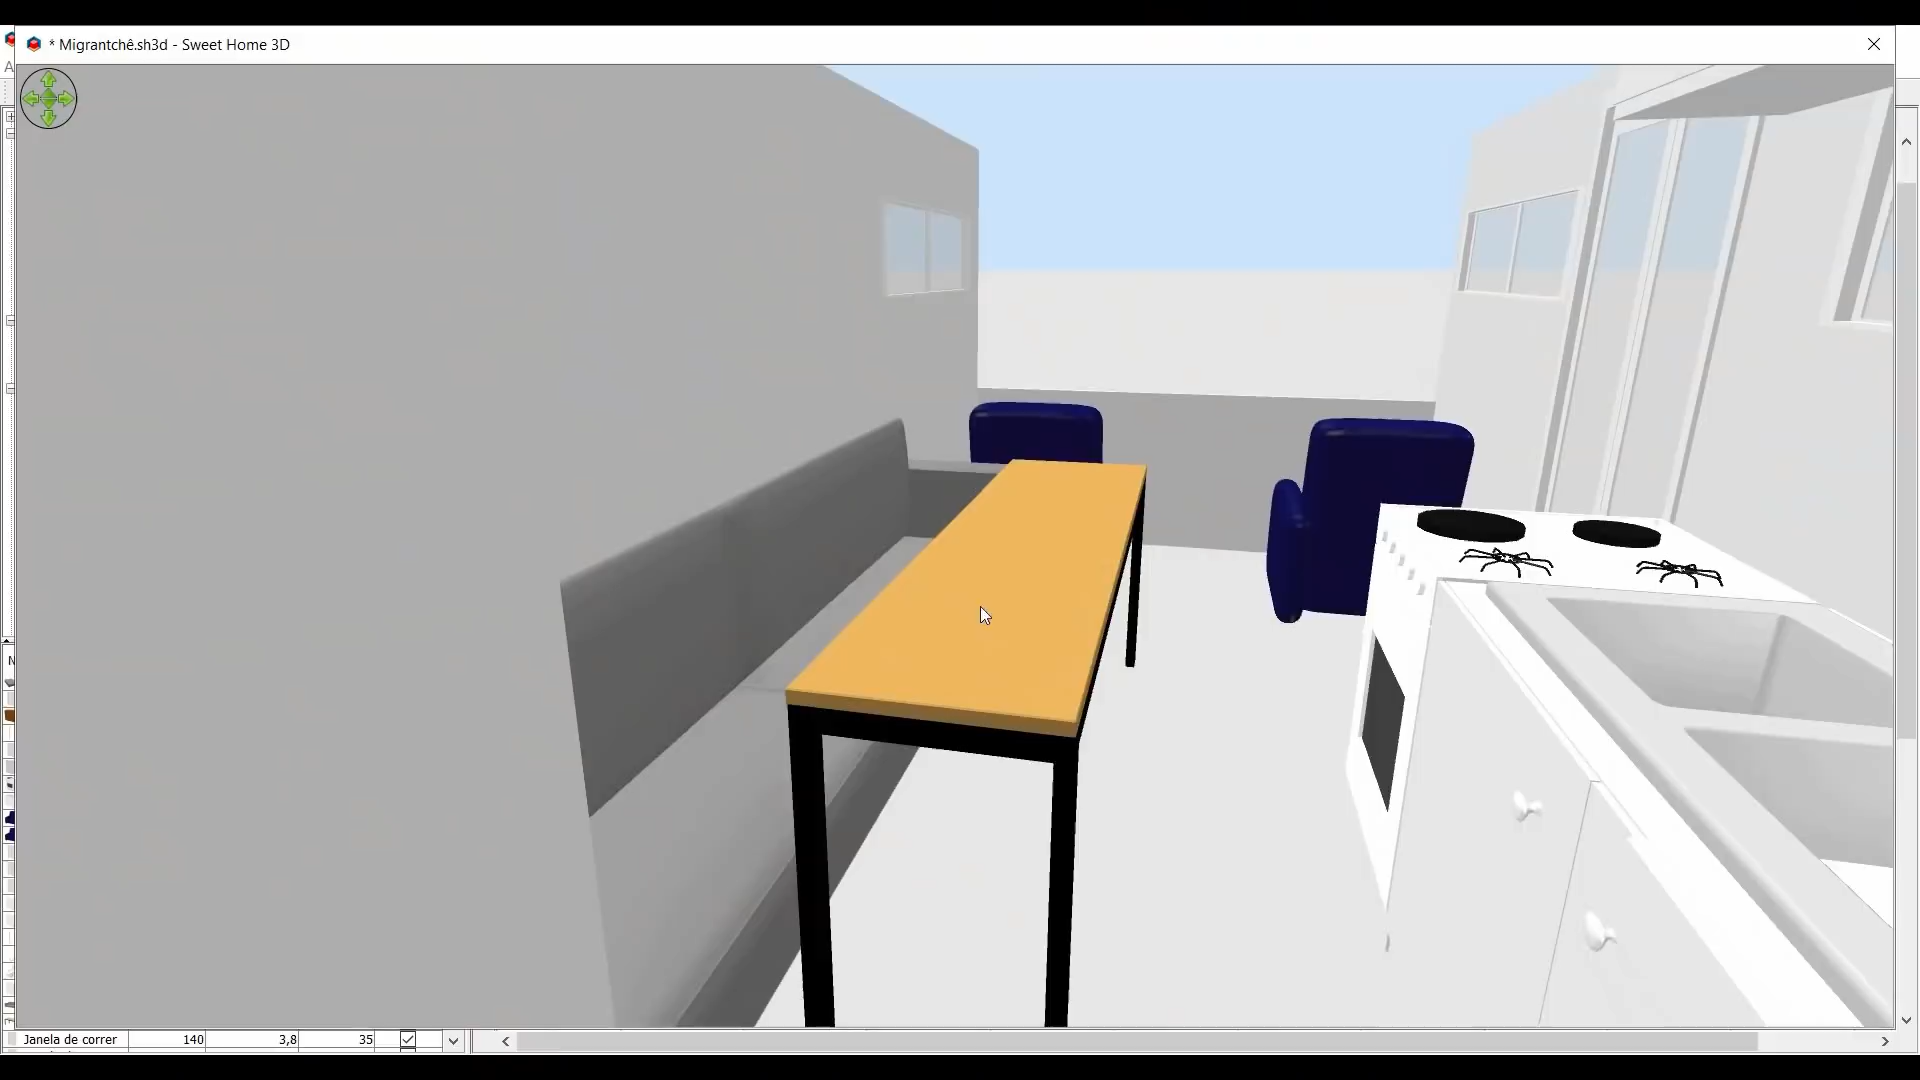 * Migrantchê.sh3d - Sweet Home 3D
A
N
Janela de correr 140 3,8 35